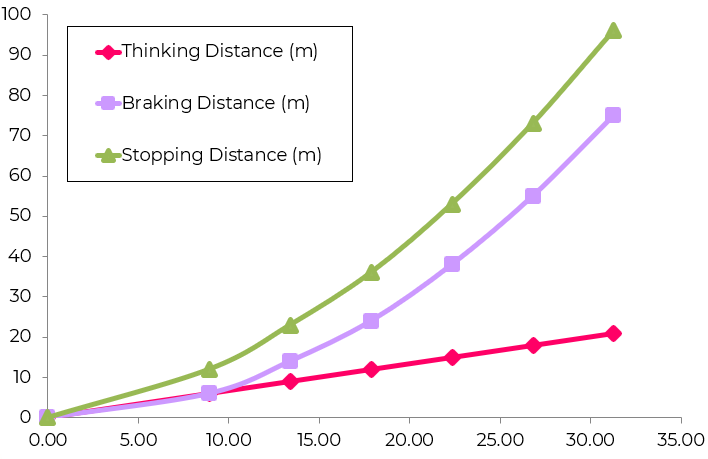 100
90
80
70
60
50
40
30
20
10
0
Thinking Distance (m)
Braking Distance (m)
Stopping Distance (m)
0.00 5.00 10.00 15.00 20.00 25.00 30.00 35.00